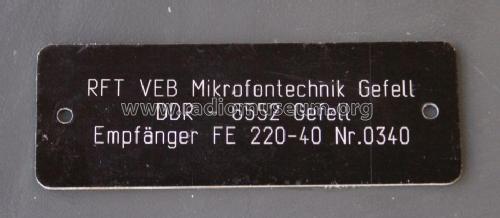 RFT VEB Mikrofontechnik Gefell
DDR - 6552 Gefell
www.radiomuseum.org
Empfänger FE 220-40 Nr.0340